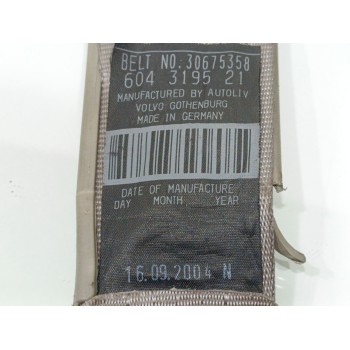 BELT NO.30675358
604 3195 21
MANUFACTURED BY AUTOLIV
VOLVO GOTHENBURG
MADE IN GERMANY
DATE OF MANUFACTURE
DAY MONTH YEAR
16.09.2004 N